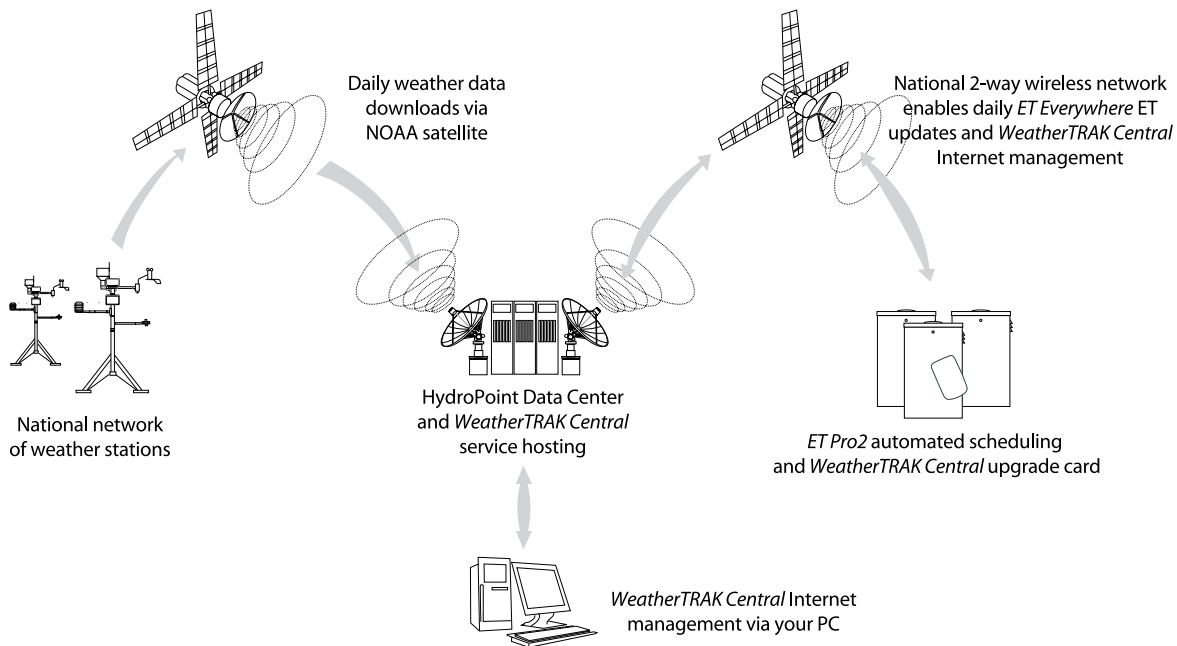 Daily weather data
downloads via
NOAA satellite
National 2-way wireless network
enables daily ET Everywhere ET
updates and WeatherTRAK Central
Internet management
National network
of weather stations
HydroPoint Data Center
and WeatherTRAK Central
service hosting
ET Pro2 automated scheduling
and WeatherTRAK Central upgrade card
WeatherTRAK Central Internet
management via your PC